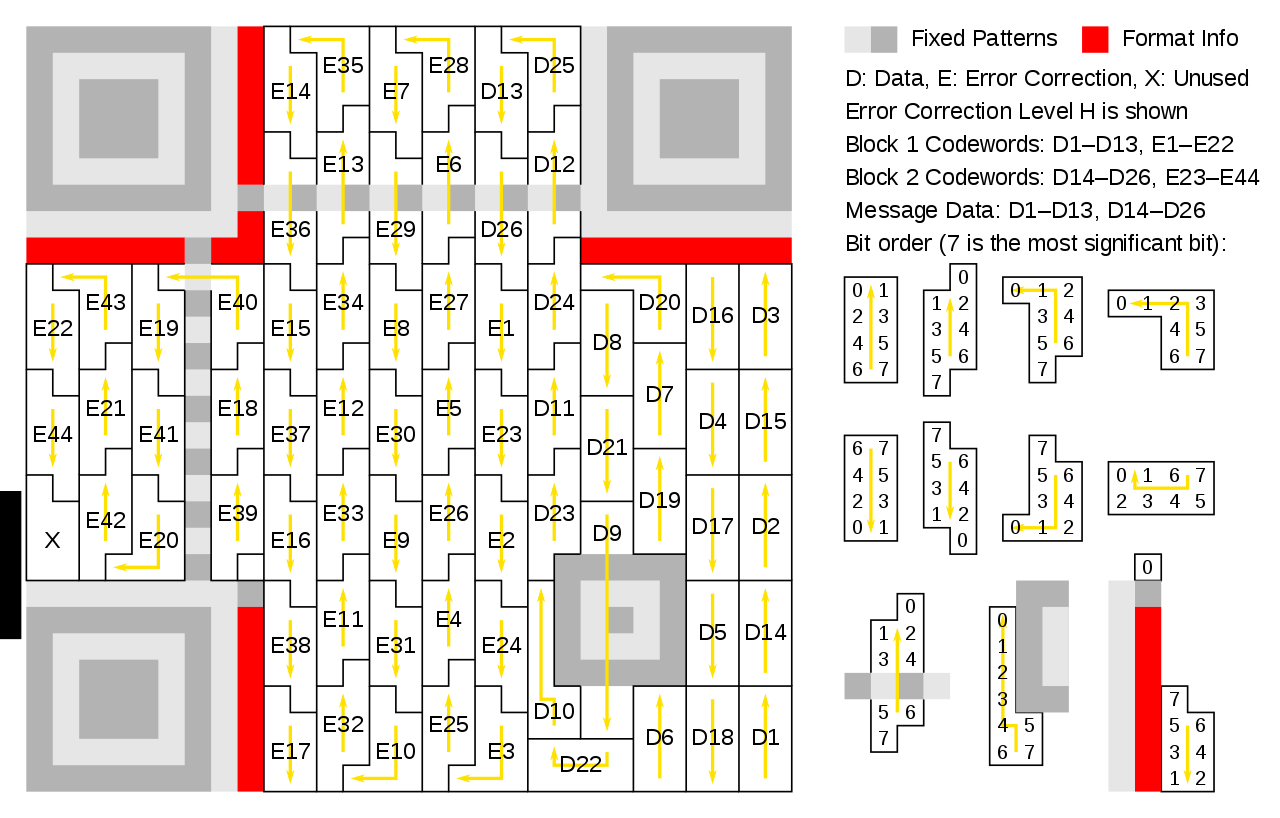 E14 E35 E7 E28 D13 D25
E13 E6 D12
E36 E29 D26
E22 E43 E19 E40 E15 E34 E8 E27 E1 D24 D8 D20 D16 D3
E44 E21 E41 E18 E37 E12 E30 E5 E23 D11 D21 D7 D4 D15
X E42 E20 E39 E16 E33 E9 E26 E2 D23 D9 D19 D17 D2
E38 E11 E31 E4 E24 D5 D14
E17 E32 E10 E25 E3 D10 D22 D6 D18 D1
Fixed Patterns Format Info
D: Data, E: Error Correction, X: Unused
Error Correction Level H is shown
Block 1 Codewords: D1–D13, E1–E22
Block 2 Codewords: D14–D26, E23–E44
Message Data: D1–D13, D14–D26
Bit order (7 is the most significant bit):
0 1
2 3
4 5
6 7
0
1 2
3 4
5 6
7
0 1 2
3 4
5 6
7
0 1 2 3
4 5
6 7
6 7
4 5
2 3
0 1
7
5 6
3 4
1 2
0
7
5 6
3 4
0 1 2
0 1 6 7
2 3 4 5
0
1 2
3 4
5 6
7
0
1
2
3
4 5
6 7
0
7
5 6
3 4
1 2